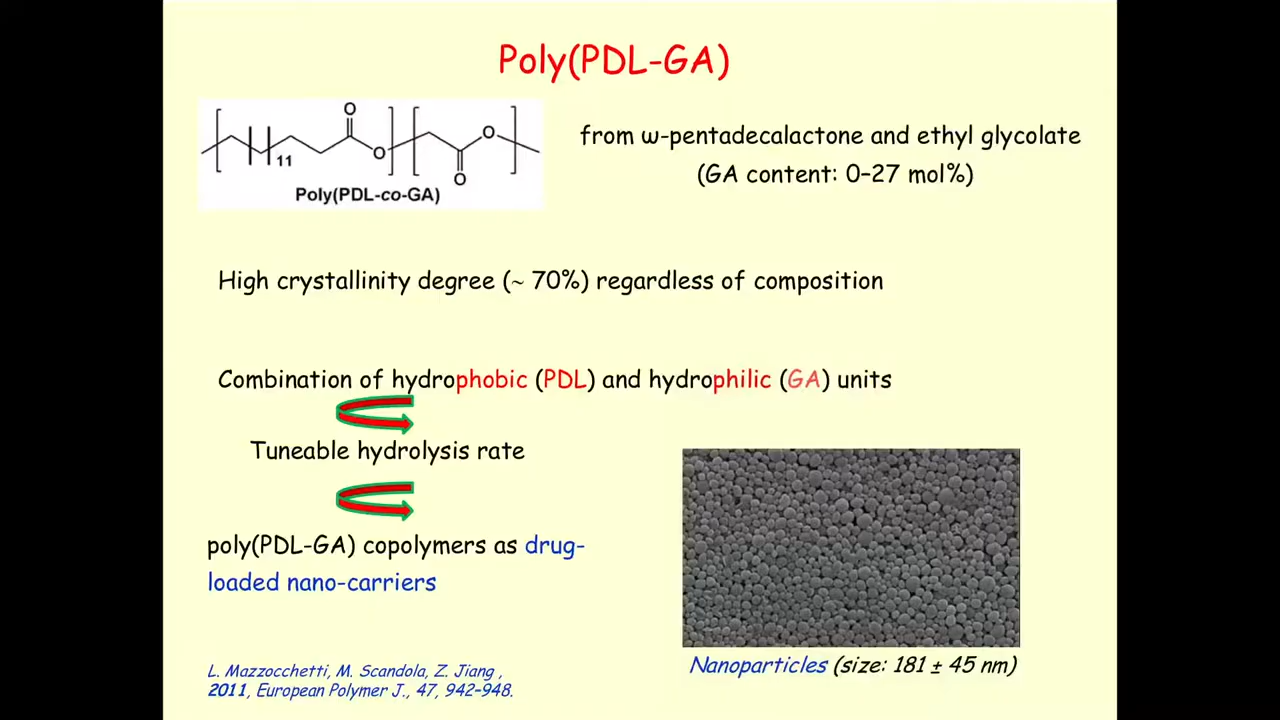 Poly(PDL-GA)
O
11
O
O
O
Poly(PDL-co-GA)
from ω-pentadecalactone and ethyl glycolate
(GA content: 0–27 mol%)
High crystallinity degree (~ 70%) regardless of composition
Combination of hydrophobic (PDL) and hydrophilic (GA) units
Tuneable hydrolysis rate
poly(PDL-GA) copolymers as drug-
loaded nano-carriers
Nanoparticles (size: 181 ± 45 nm)
L. Mazzocchetti, M. Scandola, Z. Jiang ,
2011, European Polymer J., 47, 942–948.